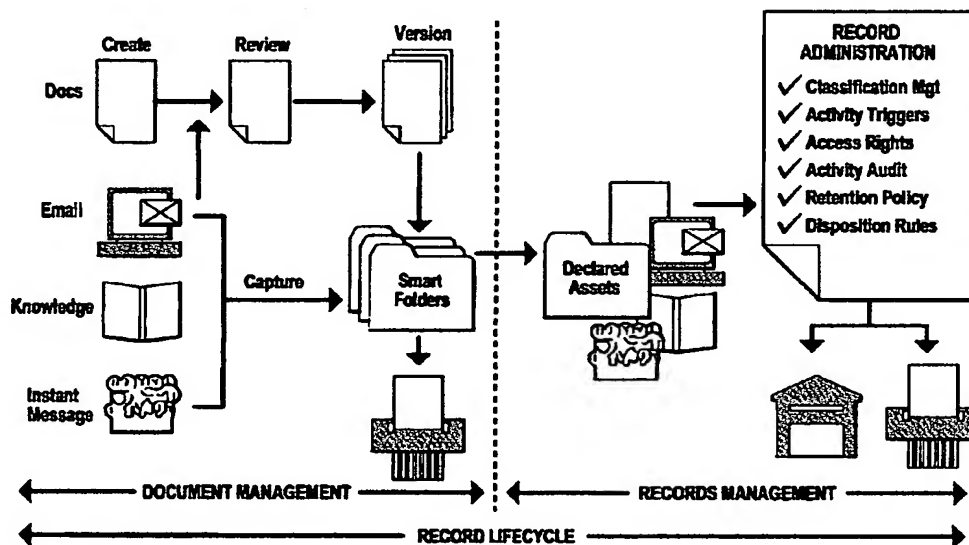 Create
Review
Version
Docs
Email
Knowledge
Instant
Message
Capture
Smart
Folders
Declared
Assets
RECORD
ADMINISTRATION
✓ Classification Mgt
✓ Activity Triggers
✓ Access Rights
✓ Activity Audit
✓ Retention Policy
✓ Disposition Rules
DOCUMENT MANAGEMENT
RECORDS MANAGEMENT
RECORD LIFECYCLE